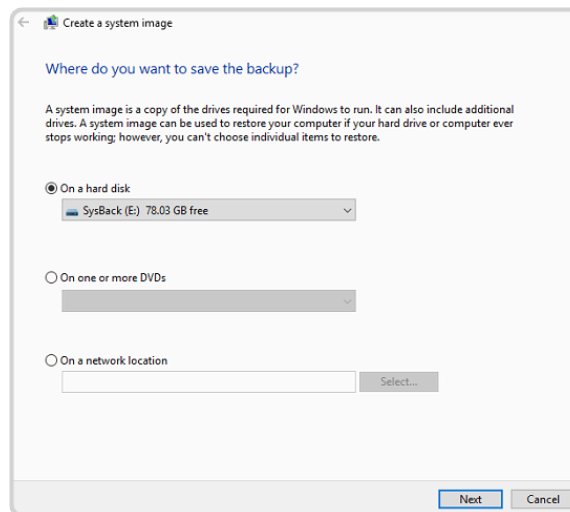 Create a system image
Where do you want to save the backup?
A system image is a copy of the drives required for Windows to run. It can also include additional
drives. A system image can be used to restore your computer if your hard drive or computer ever
stops working; however, you can't choose individual items to restore.
On a hard disk
SysBack (E:)  78.03 GB free
On one or more DVDs
On a network location
Select...
Next Cancel